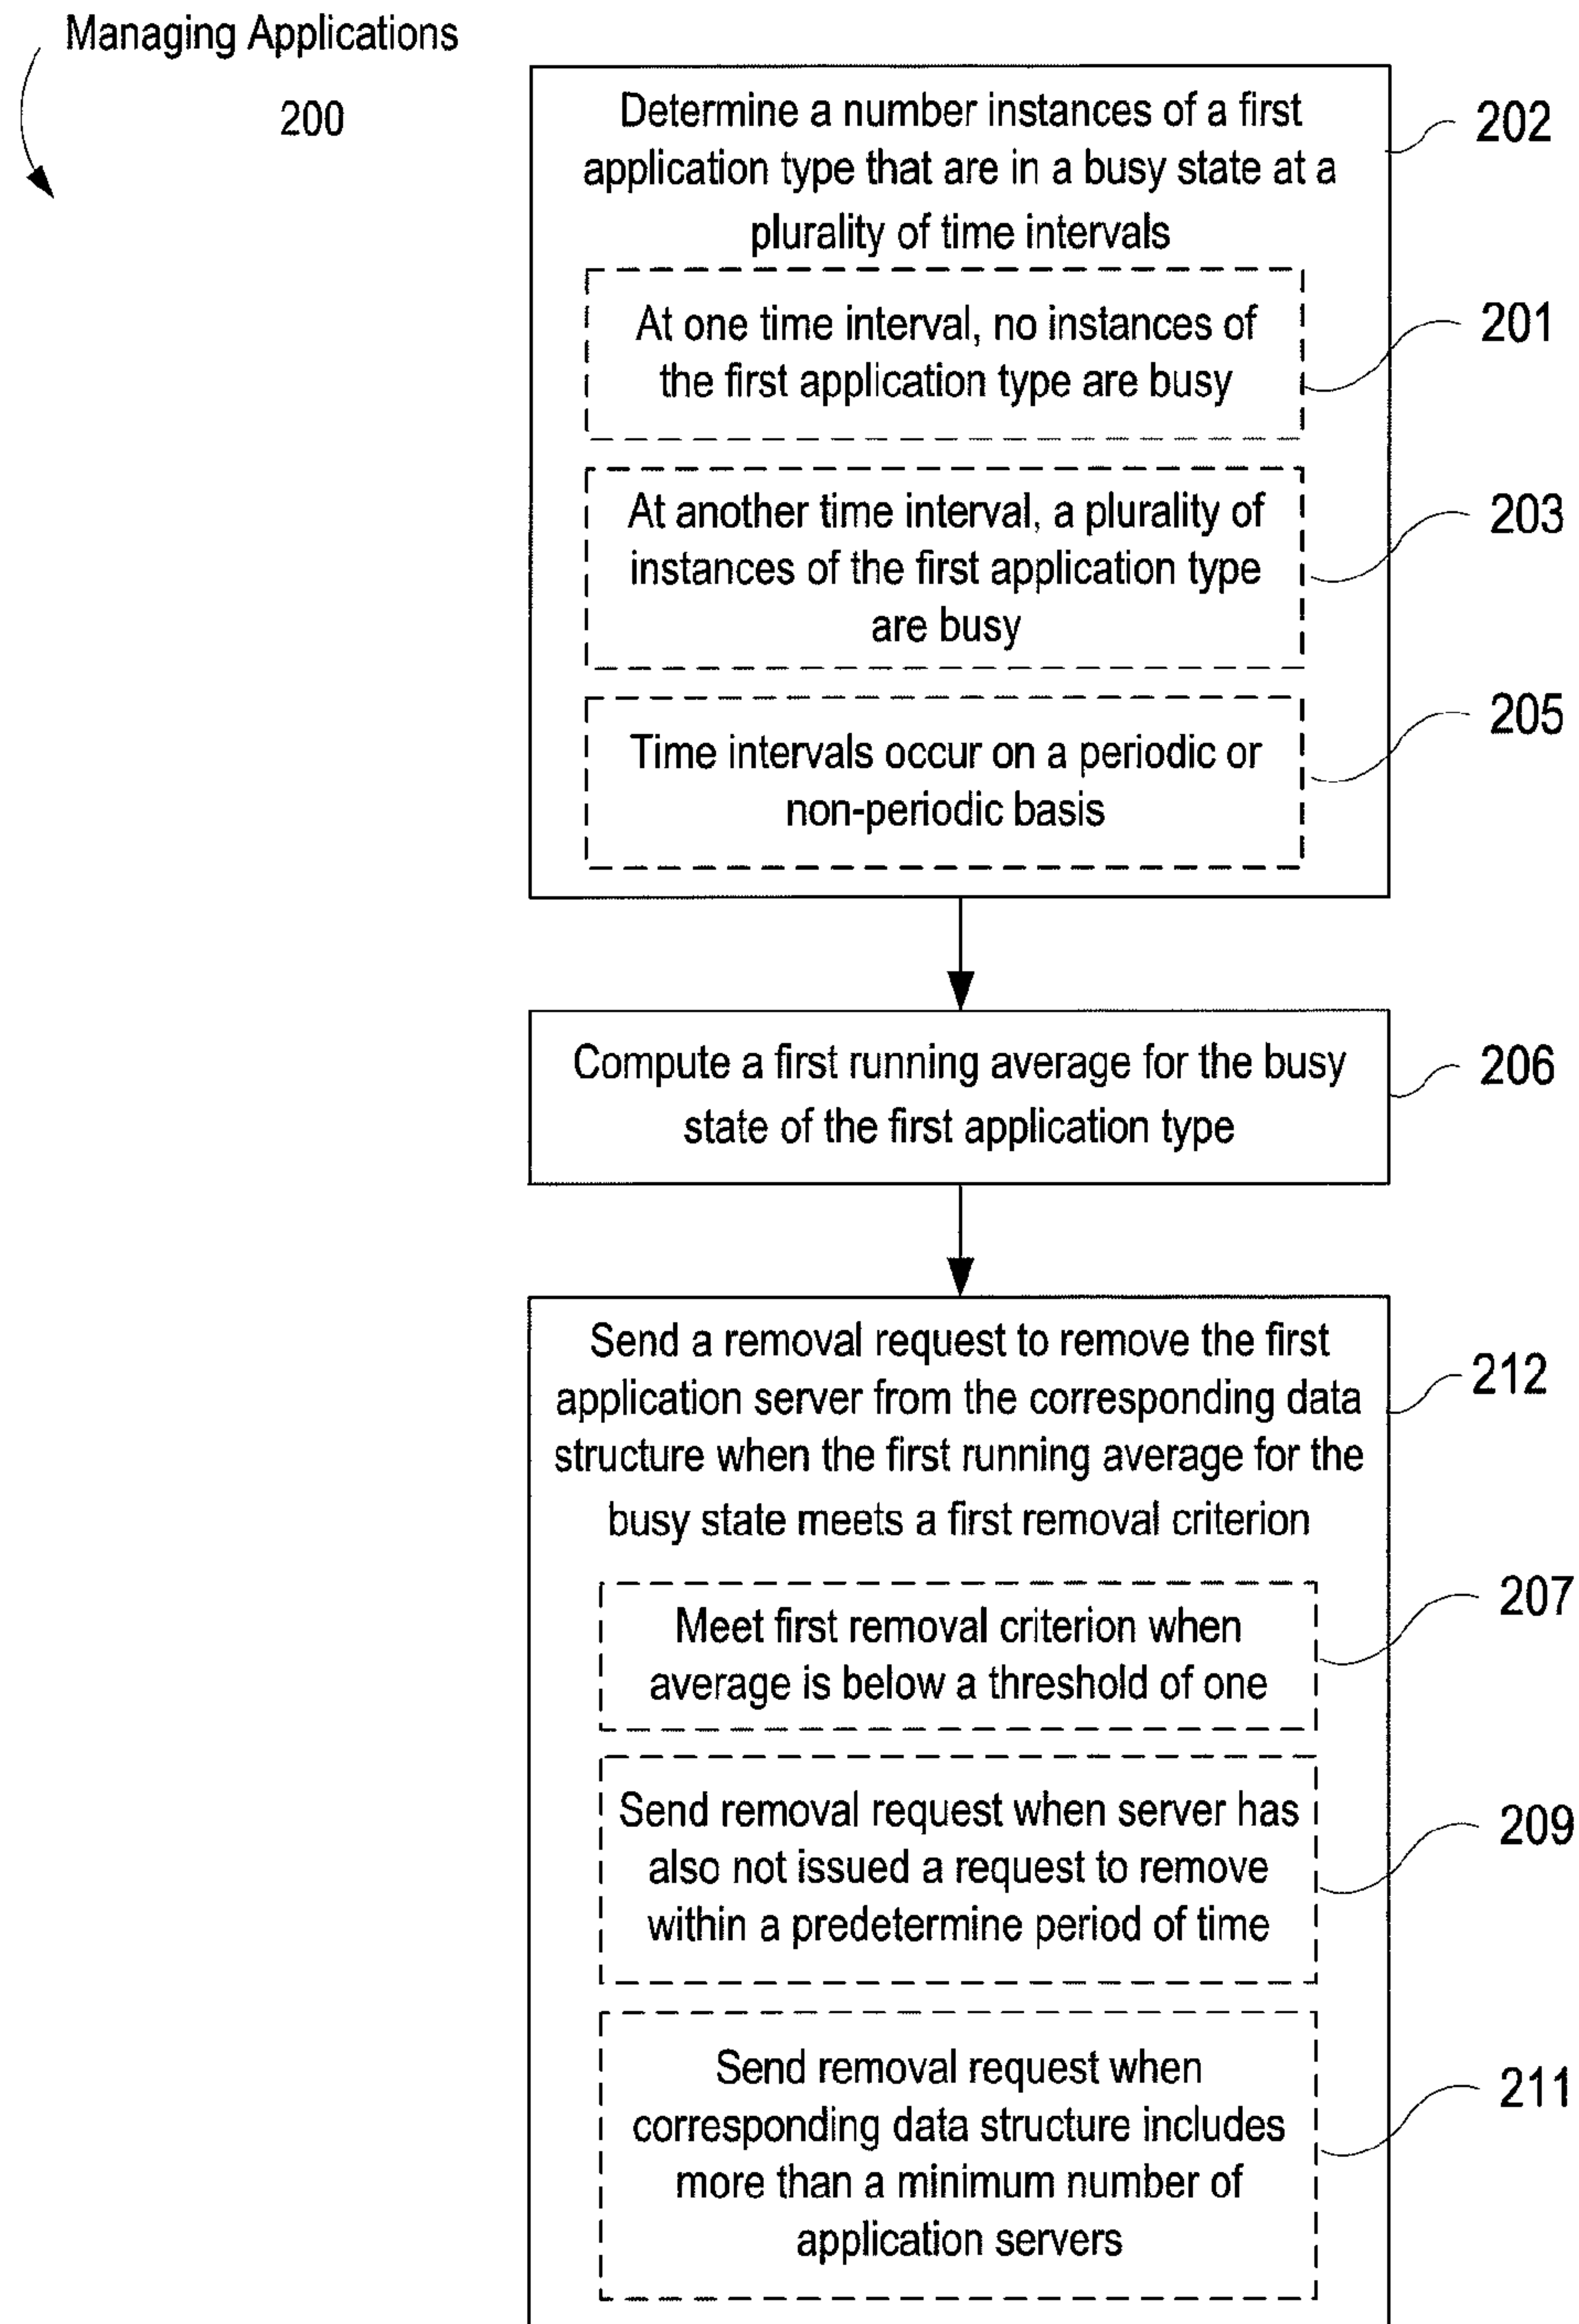 Managing Applications
200
Determine a number instances of a first
application type that are in a busy state at a
plurality of time intervals
202
At one time interval, no instances of
the first application type are busy
201
At another time interval, a plurality of
instances of the first application type
are busy
203
Time intervals occur on a periodic or
non-periodic basis
205
Compute a first running average for the busy
state of the first application type
206
Send a removal request to remove the first
application server from the corresponding data
structure when the first running average for the
busy state meets a first removal criterion
212
Meet first removal criterion when
average is below a threshold of one
207
Send removal request when server has
also not issued a request to remove
within a predetermine period of time
209
Send removal request when
corresponding data structure includes
more than a minimum number of
application servers
211